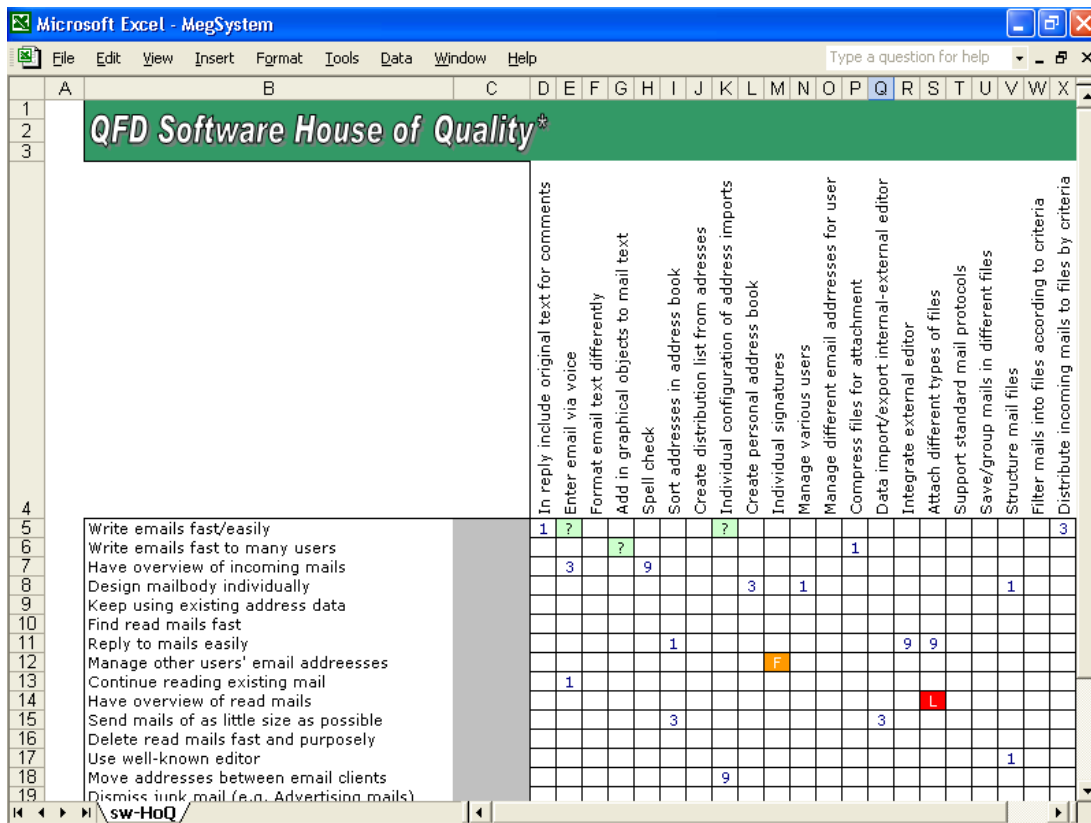 Microsoft Excel - MegSystem
File Edit View Insert Format Tools Data Window Help Type a question for help
A B C D E F G H I J K L M N O P Q R S T U V W X
1
2 QFD Software House of Quality*
3
In reply include original text for comments
Enter email via voice
Format email text differently
Add in graphical objects to mail text
Spell check
Sort addresses in address book
Create distribution list from adresses
Individual configuration of address imports
Create personal address book
Individual signatures
Manage various users
Manage different email addrresses for user
Compress files for attachment
Data import/export internal-external editor
Integrate external editor
Attach different types of files
Support standard mail protocols
Save/group mails in different files
Structure mail files
Filter mails into files according to criteria
Distribute incoming mails to files by criteria
4
5 Write emails fast/easily 1 ? ? 3
6 Write emails fast to many users ? 1
7 Have overview of incoming mails 3 9
8 Design mailbody individually 3 1 1
9 Keep using existing address data
10 Find read mails fast
11 Reply to mails easily 1 9 9
12 Manage other users' email addreesses F
13 Continue reading existing mail 1
14 Have overview of read mails L
15 Send mails of as little size as possible 3 3
16 Delete read mails fast and purposely
17 Use well-known editor 1
18 Move addresses between email clients 9
19 Dismiss junk mail (e.g. Advertising mails)
sw-HoQ